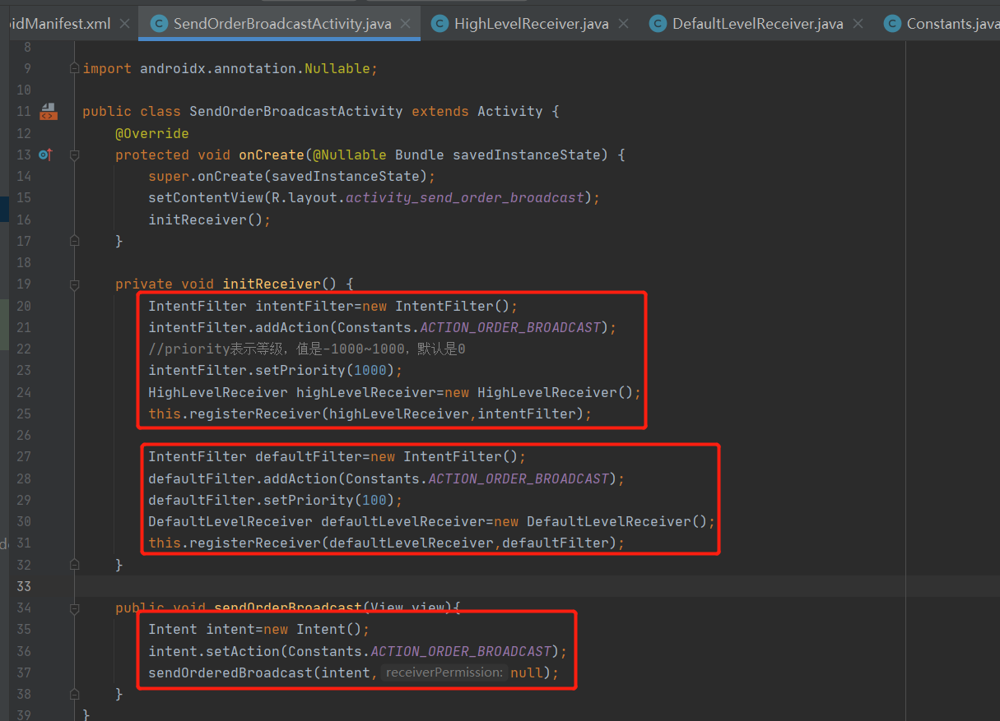 oidManifest.xml SendOrderBroadcastActivity.java HighLevelReceiver.java DefaultLevelReceiver.java Constants.java
8
9 import androidx.annotation.Nullable;
10
11 public class SendOrderBroadcastActivity extends Activity {
12 @Override
13 protected void onCreate(@Nullable Bundle savedInstanceState) {
14 super.onCreate(savedInstanceState);
15 setContentView(R.layout.activity_send_order_broadcast);
16 initReceiver();
17 }
18
19 private void initReceiver() {
20 IntentFilter intentFilter=new IntentFilter();
21 intentFilter.addAction(Constants.ACTION_ORDER_BROADCAST);
22 //priority表示等级，值是-1000~1000，默认是0
23 intentFilter.setPriority(1000);
24 HighLevelReceiver highLevelReceiver=new HighLevelReceiver();
25 this.registerReceiver(highLevelReceiver,intentFilter);
26
27 IntentFilter defaultFilter=new IntentFilter();
28 defaultFilter.addAction(Constants.ACTION_ORDER_BROADCAST);
29 defaultFilter.setPriority(100);
30 DefaultLevelReceiver defaultLevelReceiver=new DefaultLevelReceiver();
31 this.registerReceiver(defaultLevelReceiver,defaultFilter);
32 }
33
34 public void sendOrderBroadcast(View view){
35 Intent intent=new Intent();
36 intent.setAction(Constants.ACTION_ORDER_BROADCAST);
37 sendOrderedBroadcast(intent, receiverPermission: null);
38 }
39 }